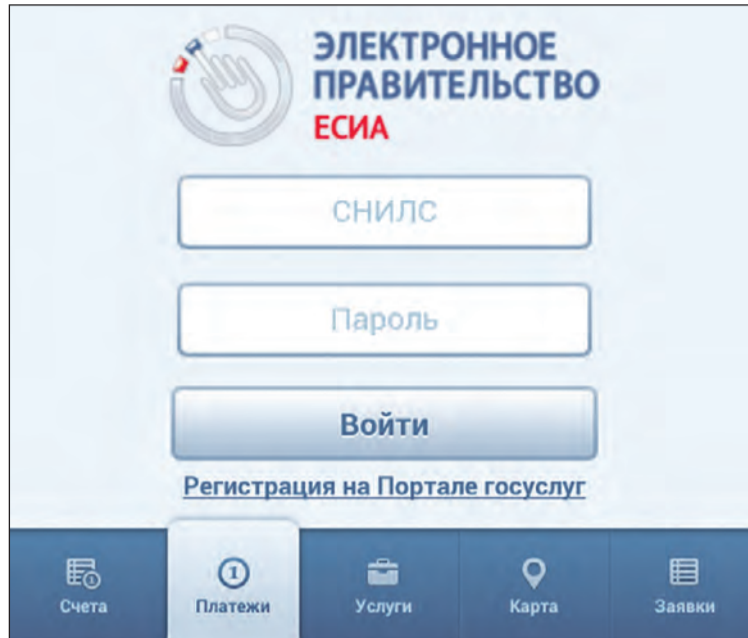 ЭЛЕКТРОННОЕ
ПРАВИТЕЛЬСТВО
ЕСИА
СНИЛС
Пароль
Войти
Регистрация на Портале госуслуг
Счета Платежи Услуги Карта Заявки